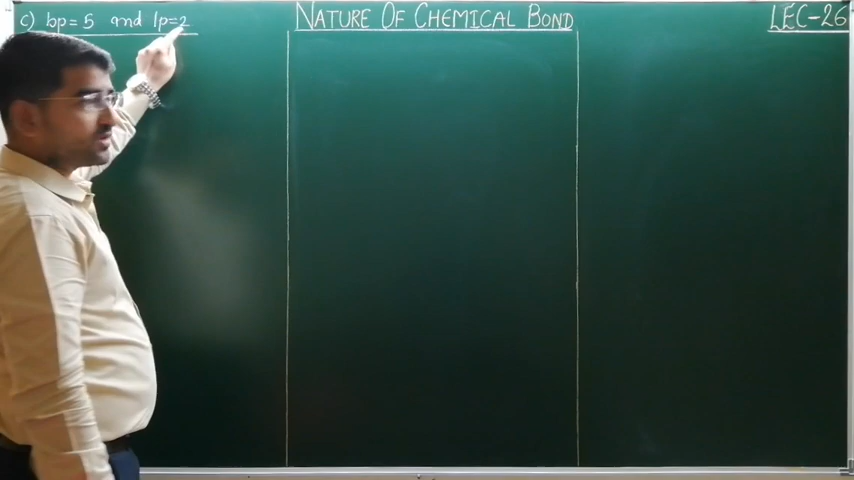 c) bp = 5 and lp=2
NATURE OF CHEMICAL BOND
LEC-26